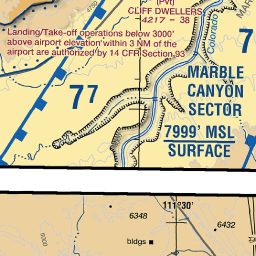 (Pvt)
CLIFF DWELLERS
4217 - 38
Landing/Take-off operations below 3000'
above airport elevation within 3 NM of the
airport are authorized by 14 CFR Section 93
Colorado
7
77
MARBLE
CANYON
SECTOR
7999' MSL
SURFACE
111°30'
6348
6432
bldgs